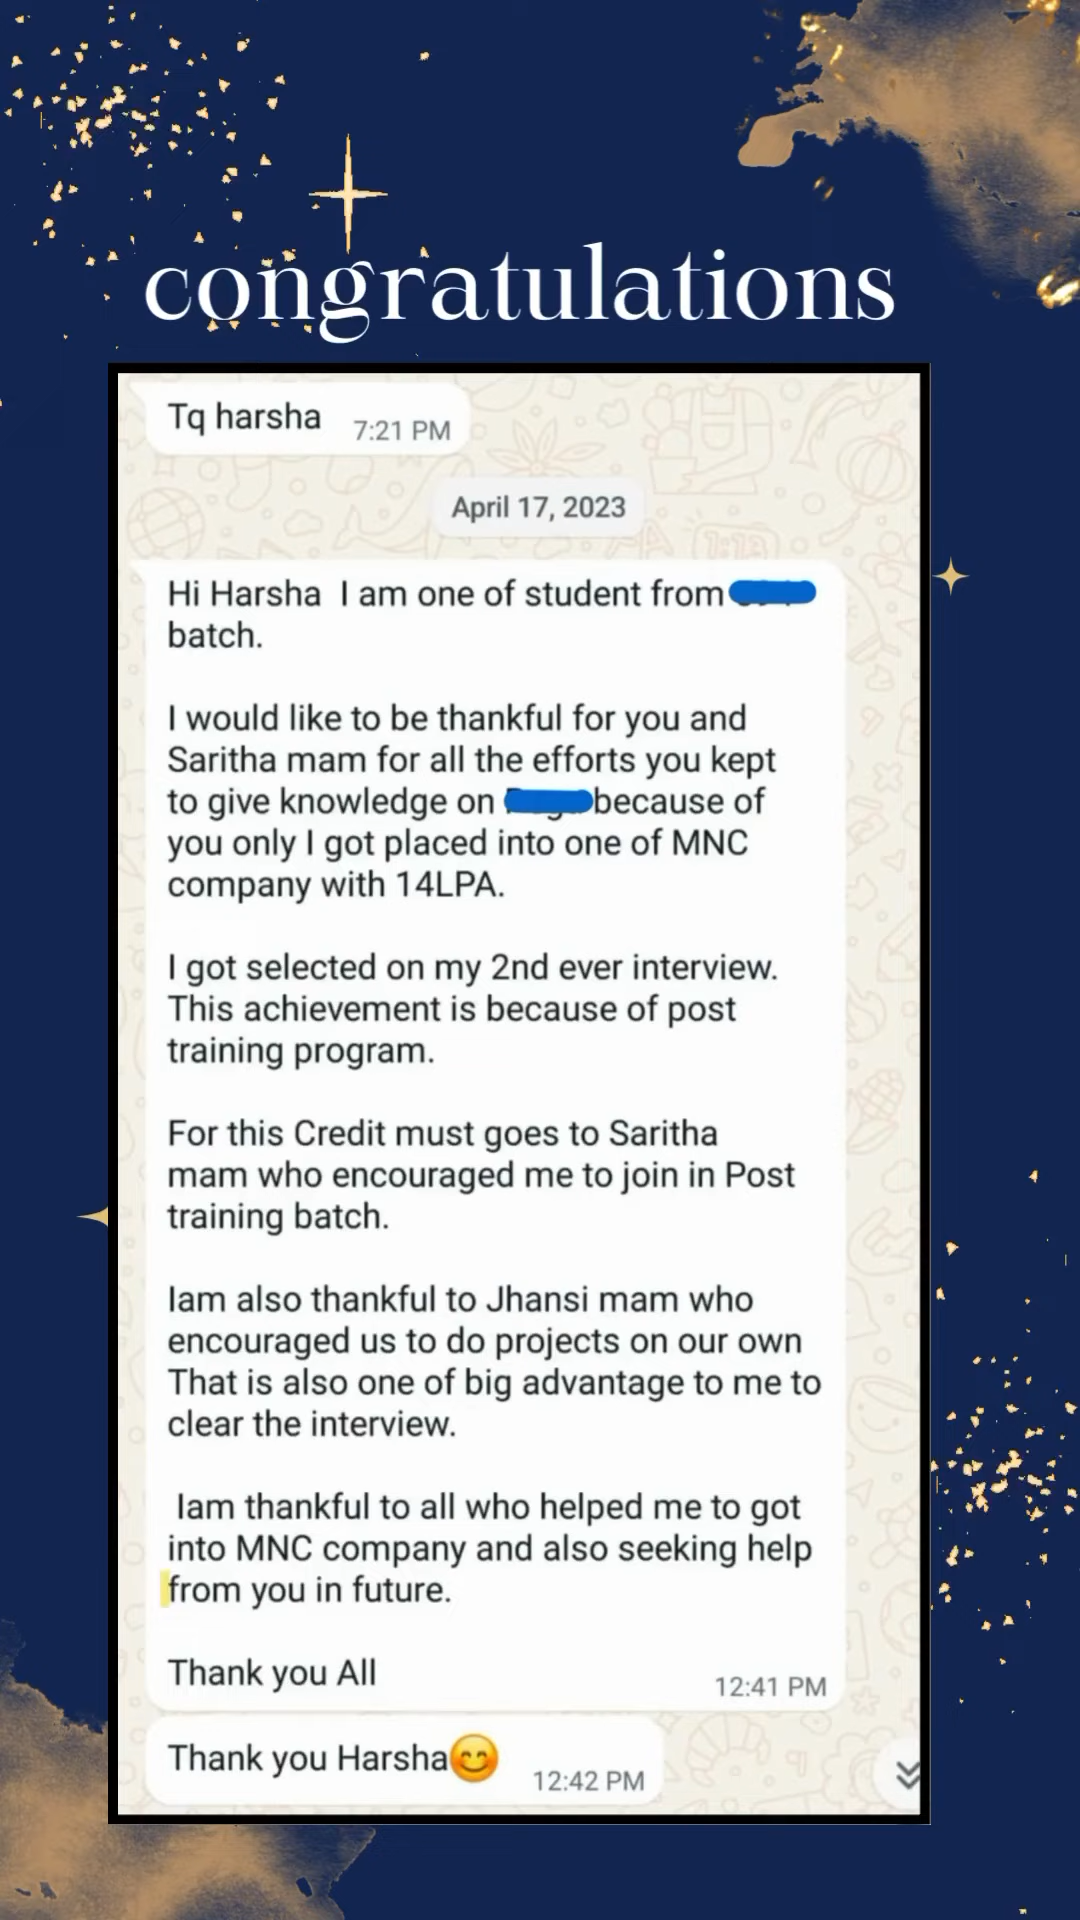 congratulations
Tq harsha 7:21 PM
April 17, 2023
Hi Harsha I am one of student from
batch.
I would like to be thankful for you and
Saritha mam for all the efforts you kept
to give knowledge on because of
you only I got placed into one of MNC
company with 14LPA.
I got selected on my 2nd ever interview.
This achievement is because of post
training program.
For this Credit must goes to Saritha
mam who encouraged me to join in Post
training batch.
Iam also thankful to Jhansi mam who
encouraged us to do projects on our own
That is also one of big advantage to me to
clear the interview.
Iam thankful to all who helped me to got
into MNC company and also seeking help
from you in future.
Thank you All 12:41 PM
Thank you Harsha😊 12:42 PM